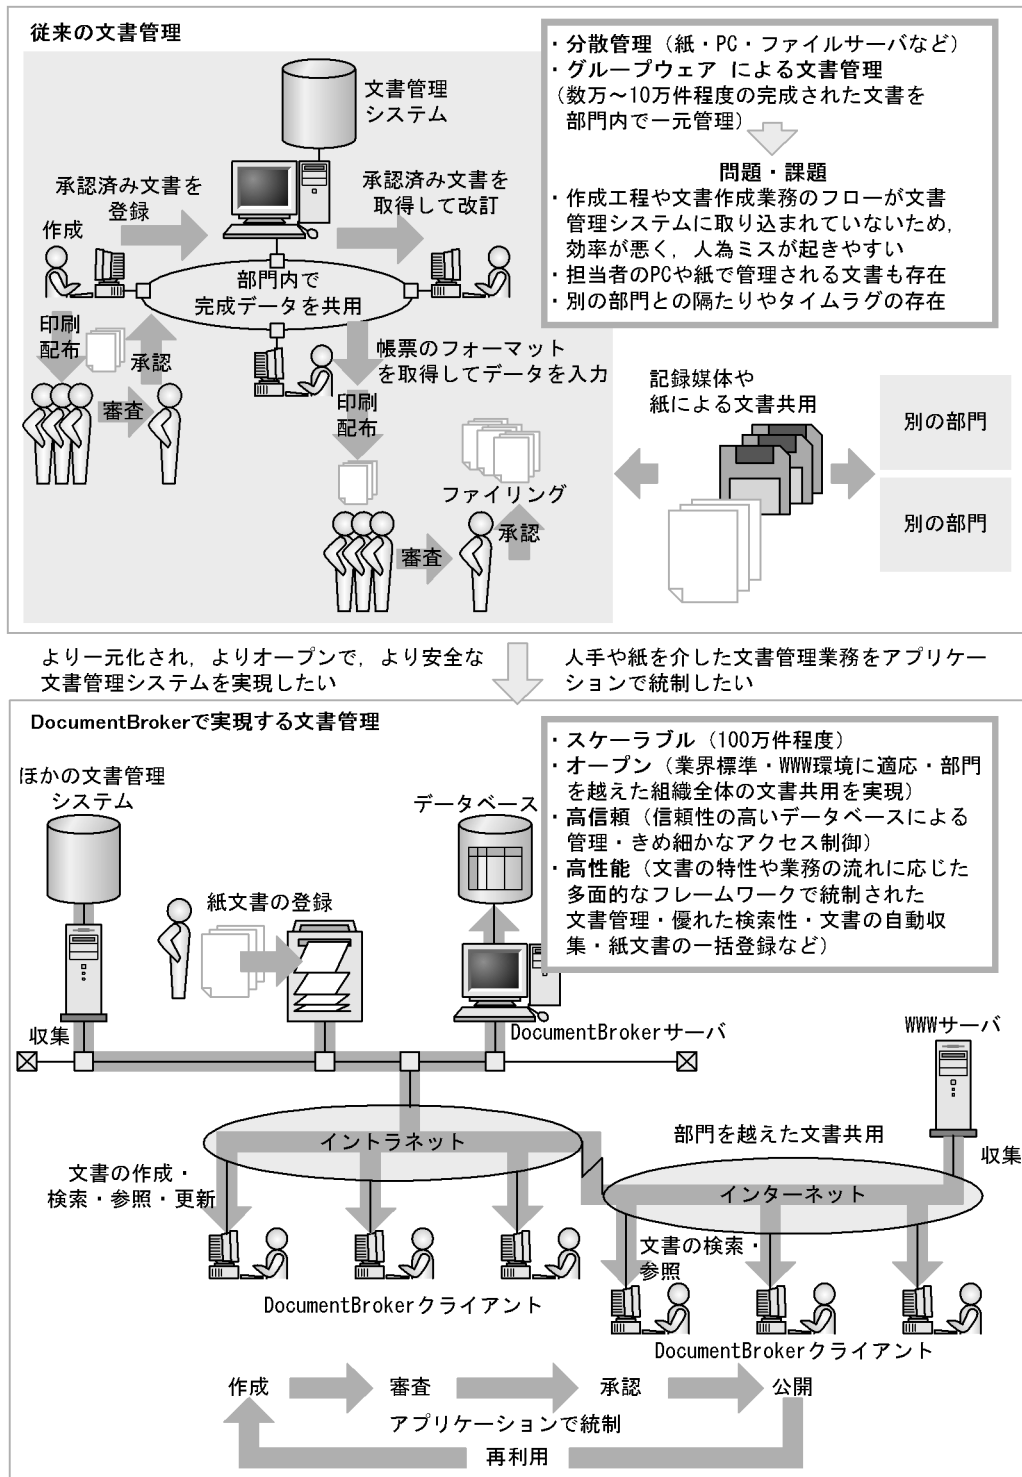 従来の文書管理
・分散管理（紙・PC・ファイルサーバなど）
・グループウェア による文書管理
（数万～10万件程度の完成された文書を
部門内で一元管理）
問題・課題
・作成工程や文書作成業務のフローが文書
管理システムに取り込まれていないため，
効率が悪く，人為ミスが起きやすい
・担当者のPCや紙で管理される文書も存在
・別の部門との隔たりやタイムラグの存在
文書管理
システム
承認済み文書を
登録
承認済み文書を
取得して改訂
作成
部門内で
完成データを共用
印刷
配布
承認
審査
帳票のフォーマット
を取得してデータを入力
印刷
配布
ファイリング
審査
承認
記録媒体や
紙による文書共用
別の部門
別の部門
より一元化され，よりオープンで，より安全な
文書管理システムを実現したい
人手や紙を介した文書管理業務をアプリケー
ションで統制したい
DocumentBrokerで実現する文書管理
・スケーラブル（100万件程度）
・オープン（業界標準・WWW環境に適応・部門
を越えた組織全体の文書共用を実現）
・高信頼（信頼性の高いデータベースによる
管理・きめ細かなアクセス制御）
・高性能（文書の特性や業務の流れに応じた
多面的なフレームワークで統制された
文書管理・優れた検索性・文書の自動収
集・紙文書の一括登録など）
ほかの文書管理
システム
データベース
紙文書の登録
収集
DocumentBrokerサーバ
WWWサーバ
イントラネット
部門を越えた文書共用
収集
文書の作成・
検索・参照・更新
インターネット
文書の検索・
参照
DocumentBrokerクライアント
DocumentBrokerクライアント
作成
審査
承認
公開
アプリケーションで統制
再利用